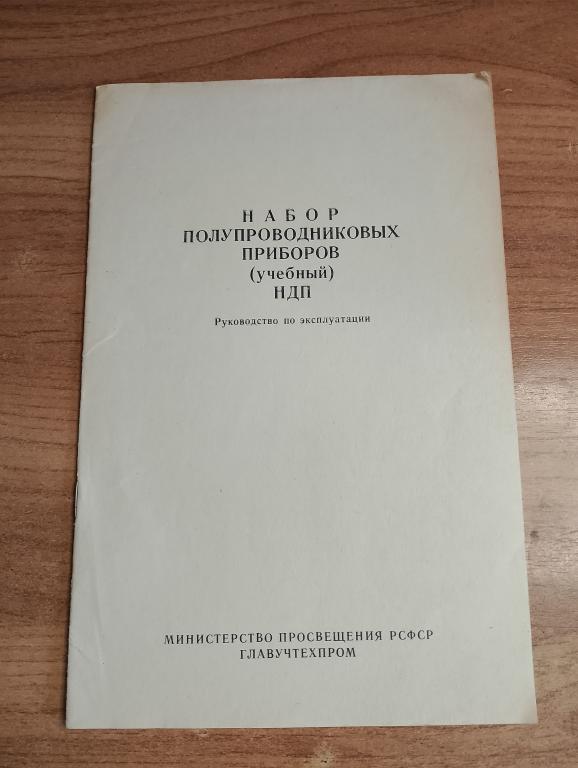 НАБОР
ПОЛУПРОВОДНИКОВЫХ
ПРИБОРОВ
(учебный)
НДП
Руководство по эксплуатации
МИНИСТЕРСТВО ПРОСВЕЩЕНИЯ РСФСР
ГЛАВУЧТЕХПРОМ